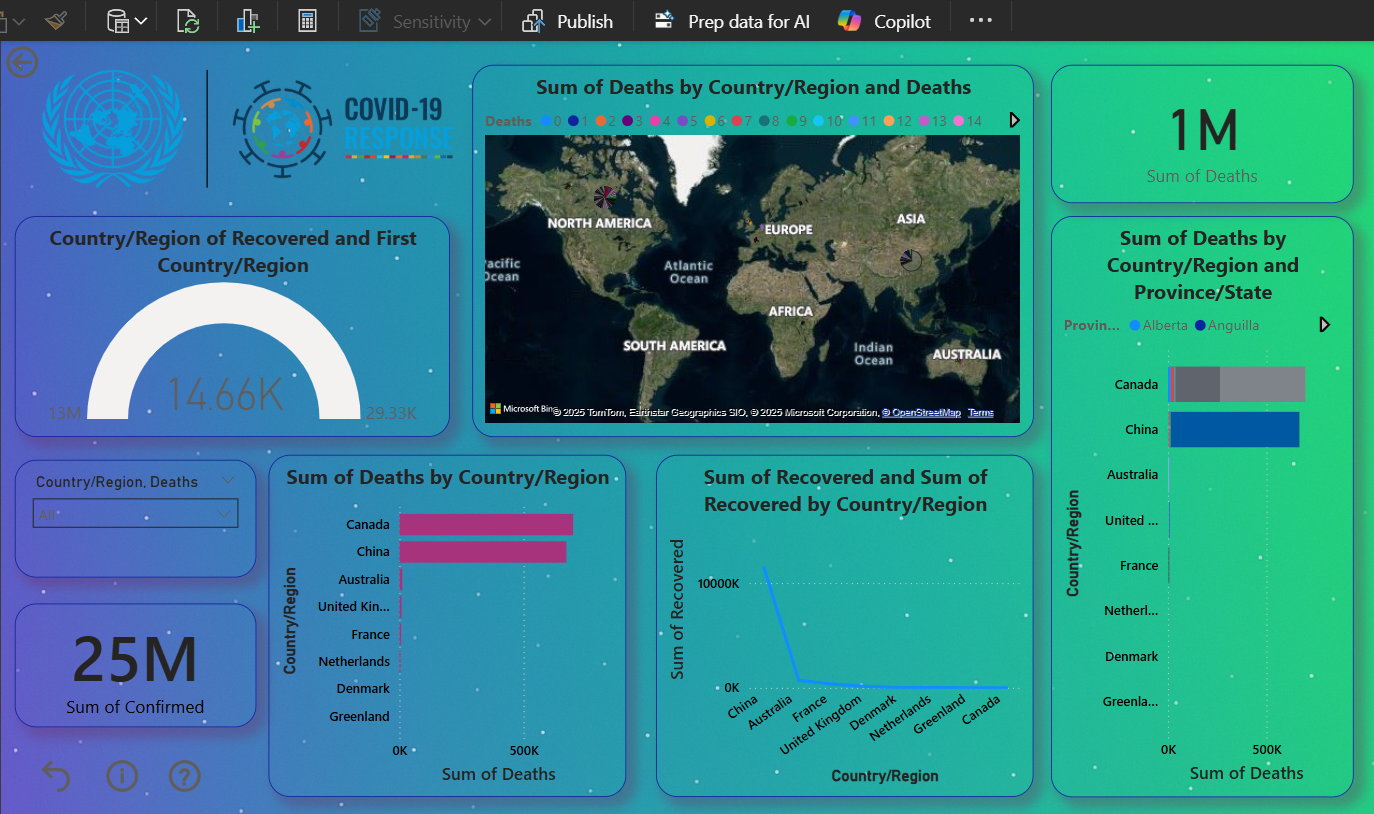 Sensitivity
Publish
Prep data for AI
Copilot
COVID-19
RESPONSE
Sum of Deaths by Country/Region and Deaths
Deaths 0 1 2 3 4 5 6 7 8 9 10 11 12 13 14
NORTH AMERICA
EUROPE
ASIA
Pacific
Ocean
Atlantic
Ocean
AFRICA
SOUTH AMERICA
Indian
Ocean
AUSTRALIA
Microsoft Bing
© 2025 TomTom, Earthstar Geographics SIO, © 2025 Microsoft Corporation, © OpenStreetMap Terms
1M
Sum of Deaths
Country/Region of Recovered and First
Country/Region
14.66K
13M
29.33K
Sum of Deaths by
Country/Region and
Province/State
Provin... Alberta Anguilla
Canada
China
Australia
United ...
France
Netherl...
Denmark
Greenla...
0K 500K
Sum of Deaths
Country/Region
Country/Region, Deaths
All
25M
Sum of Confirmed
Sum of Deaths by Country/Region
Canada
China
Australia
United Kin...
France
Netherlands
Denmark
Greenland
0K 500K
Sum of Deaths
Country/Region
Sum of Recovered and Sum of
Recovered by Country/Region
Sum of Recovered
10000K
0K
China
Australia
France
United Kingdom
Denmark
Netherlands
Greenland
Canada
Country/Region